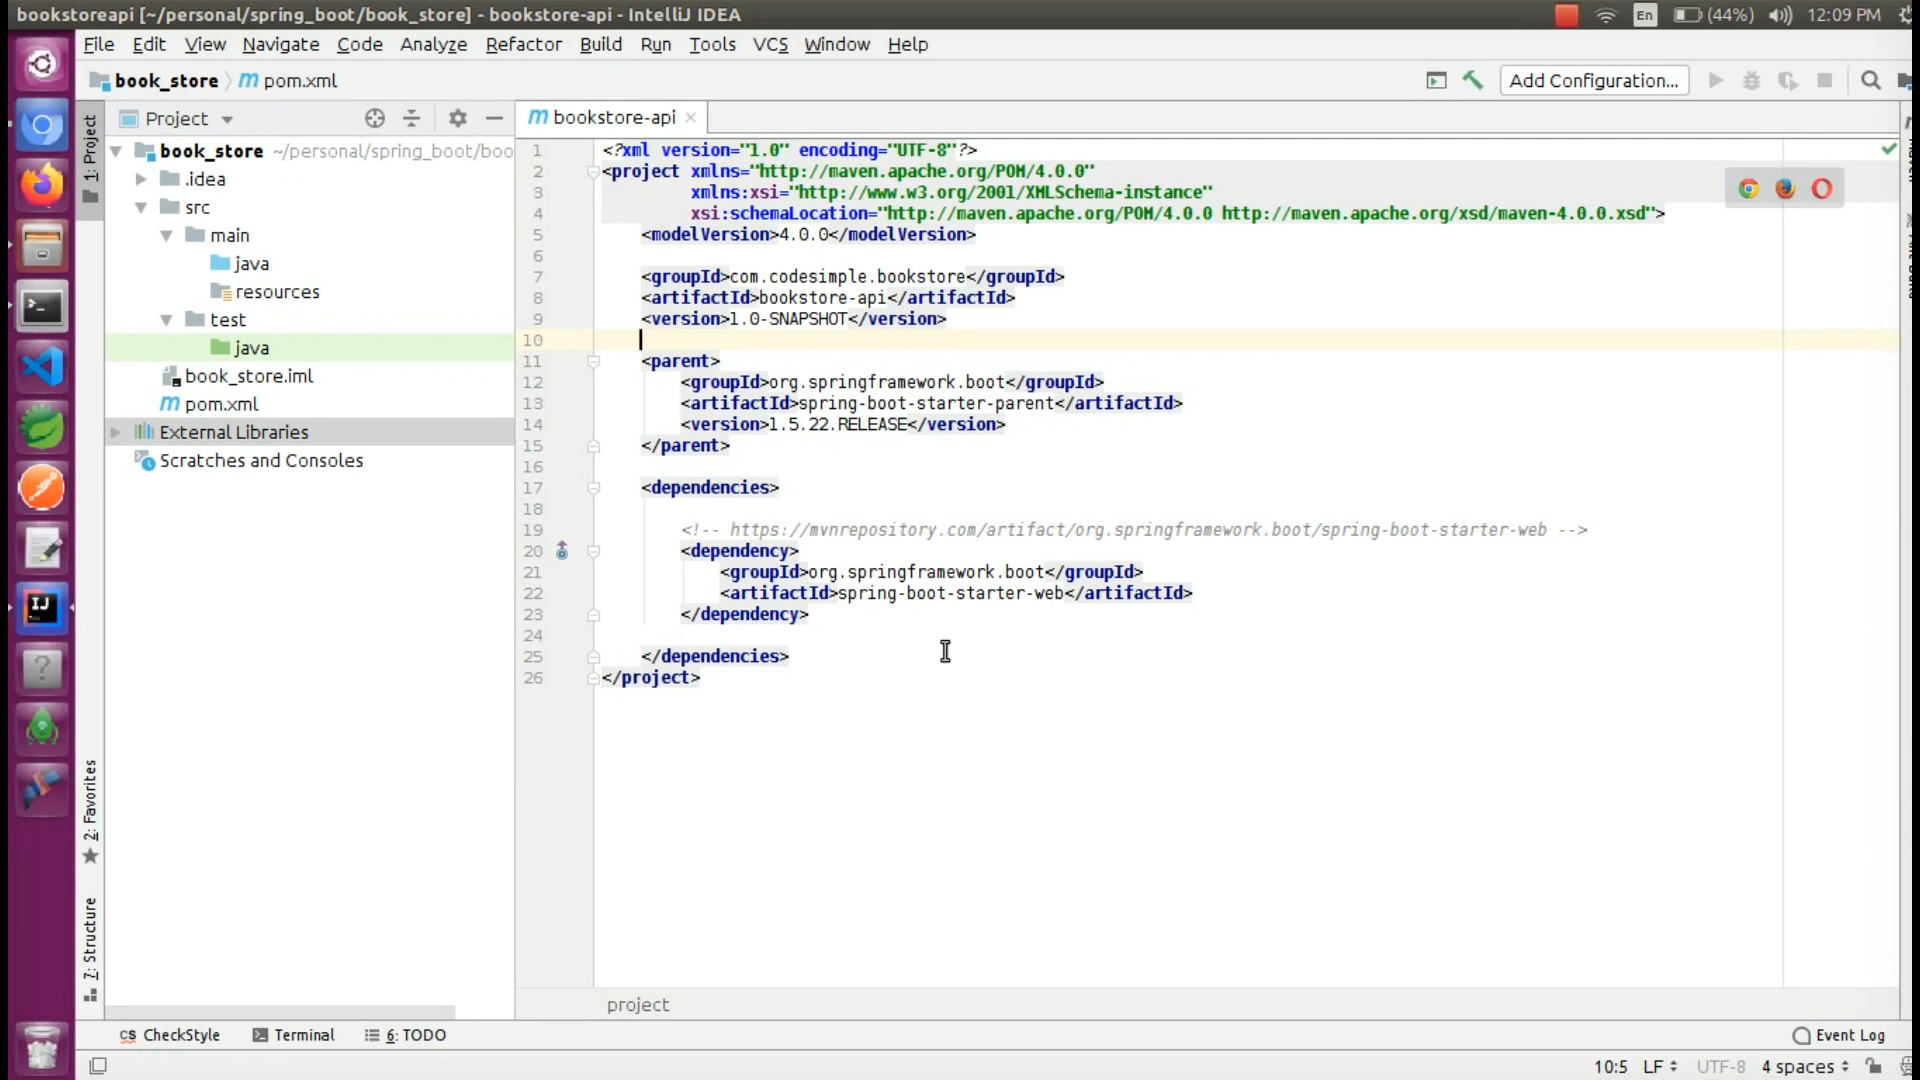 bookstoreapi [~/personal/spring_boot/book_store] - bookstore-api - IntelliJ IDEA
En (44%) 12:09 PM
File Edit View Navigate Code Analyze Refactor Build Run Tools VCS Window Help
book_store pom.xml Add Configuration...
Project
bookstore-api
1: Project
book_store ~/personal/spring_boot/boo
.idea
src
main
java
resources
test
java
book_store.iml
pom.xml
External Libraries
Scratches and Consoles
2: Favorites
7: Structure
1 <?xml version="1.0" encoding="UTF-8"?>
2 <project xmlns="http://maven.apache.org/POM/4.0.0"
3 xmlns:xsi="http://www.w3.org/2001/XMLSchema-instance"
4 xsi:schemaLocation="http://maven.apache.org/POM/4.0.0 http://maven.apache.org/xsd/maven-4.0.0.xsd">
5 <modelVersion>4.0.0</modelVersion>
6
7 <groupId>com.codesimple.bookstore</groupId>
8 <artifactId>bookstore-api</artifactId>
9 <version>1.0-SNAPSHOT</version>
10
11 <parent>
12 <groupId>org.springframework.boot</groupId>
13 <artifactId>spring-boot-starter-parent</artifactId>
14 <version>1.5.22.RELEASE</version>
15 </parent>
16
17 <dependencies>
18
19 <!-- https://mvnrepository.com/artifact/org.springframework.boot/spring-boot-starter-web -->
20 <dependency>
21 <groupId>org.springframework.boot</groupId>
22 <artifactId>spring-boot-starter-web</artifactId>
23 </dependency>
24
25 </dependencies>
26 </project>
project
CS CheckStyle Terminal 6: TODO Event Log
10:5 LF UTF-8 4 spaces